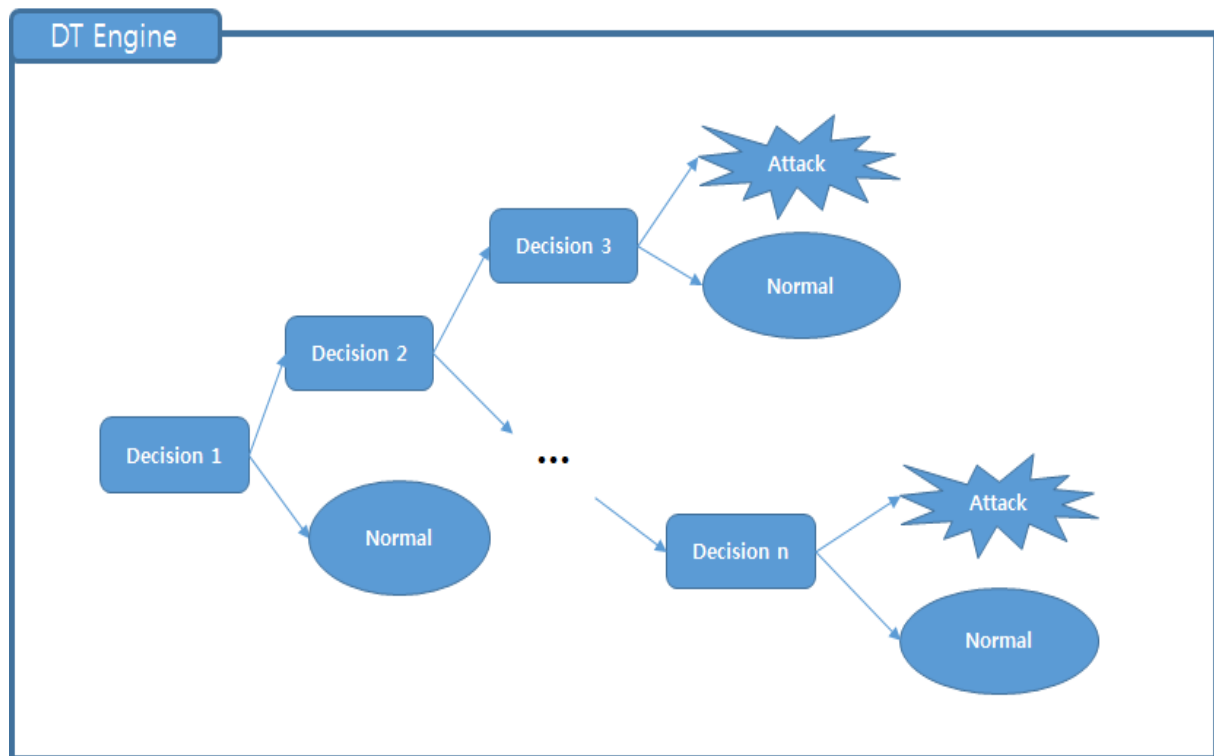 DT Engine
Attack
Decision 3
Normal
Decision 2
Decision 1
...
Attack
Normal
Decision n
Normal